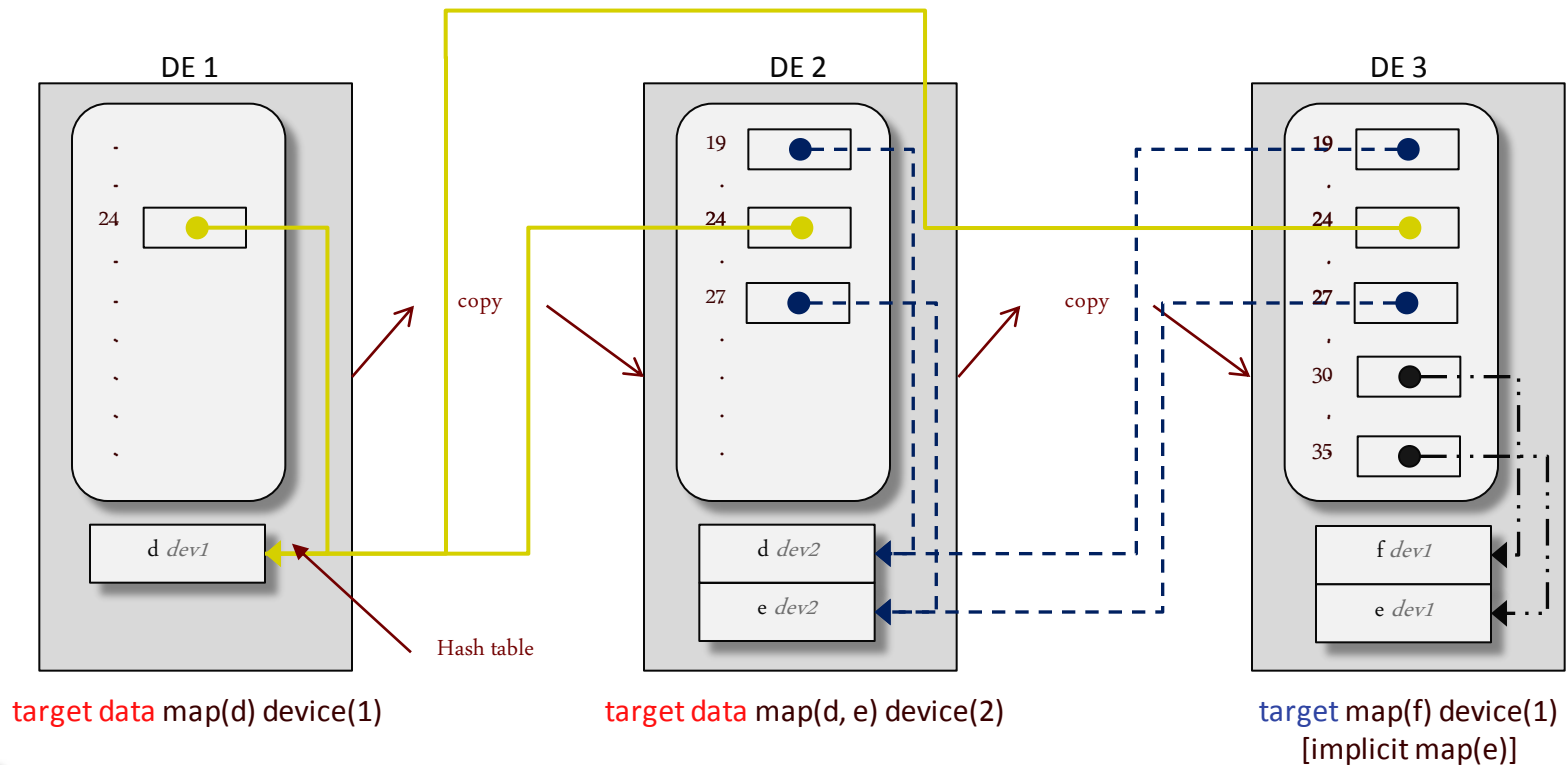 DE 1
DE 2
DE 3
24
d dev1
19
24
27
d dev2
e dev2
19
24
27
30
35
f dev1
e dev1
copy
copy
Hash table
target data map(d) device(1)
target data map(d, e) device(2)
target map(f) device(1)
[implicit map(e)]